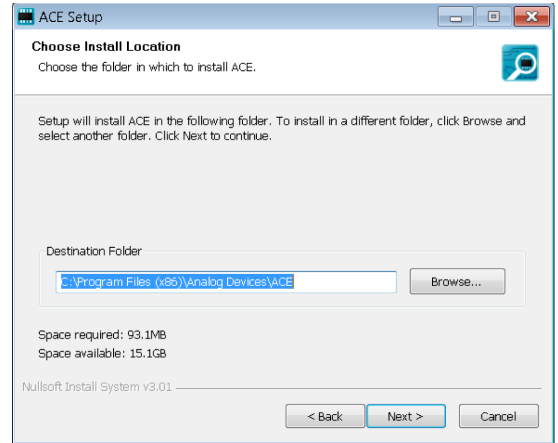 ACE Setup
Choose Install Location
Choose the folder in which to install ACE.
Setup will install ACE in the following folder. To install in a different folder, click Browse and
select another folder. Click Next to continue.
Destination Folder
C:\Program Files (x86)\Analog Devices\ACE
Browse...
Space required: 93.1MB
Space available: 15.1GB
Nullsoft Install System v3.01
< Back Next > Cancel